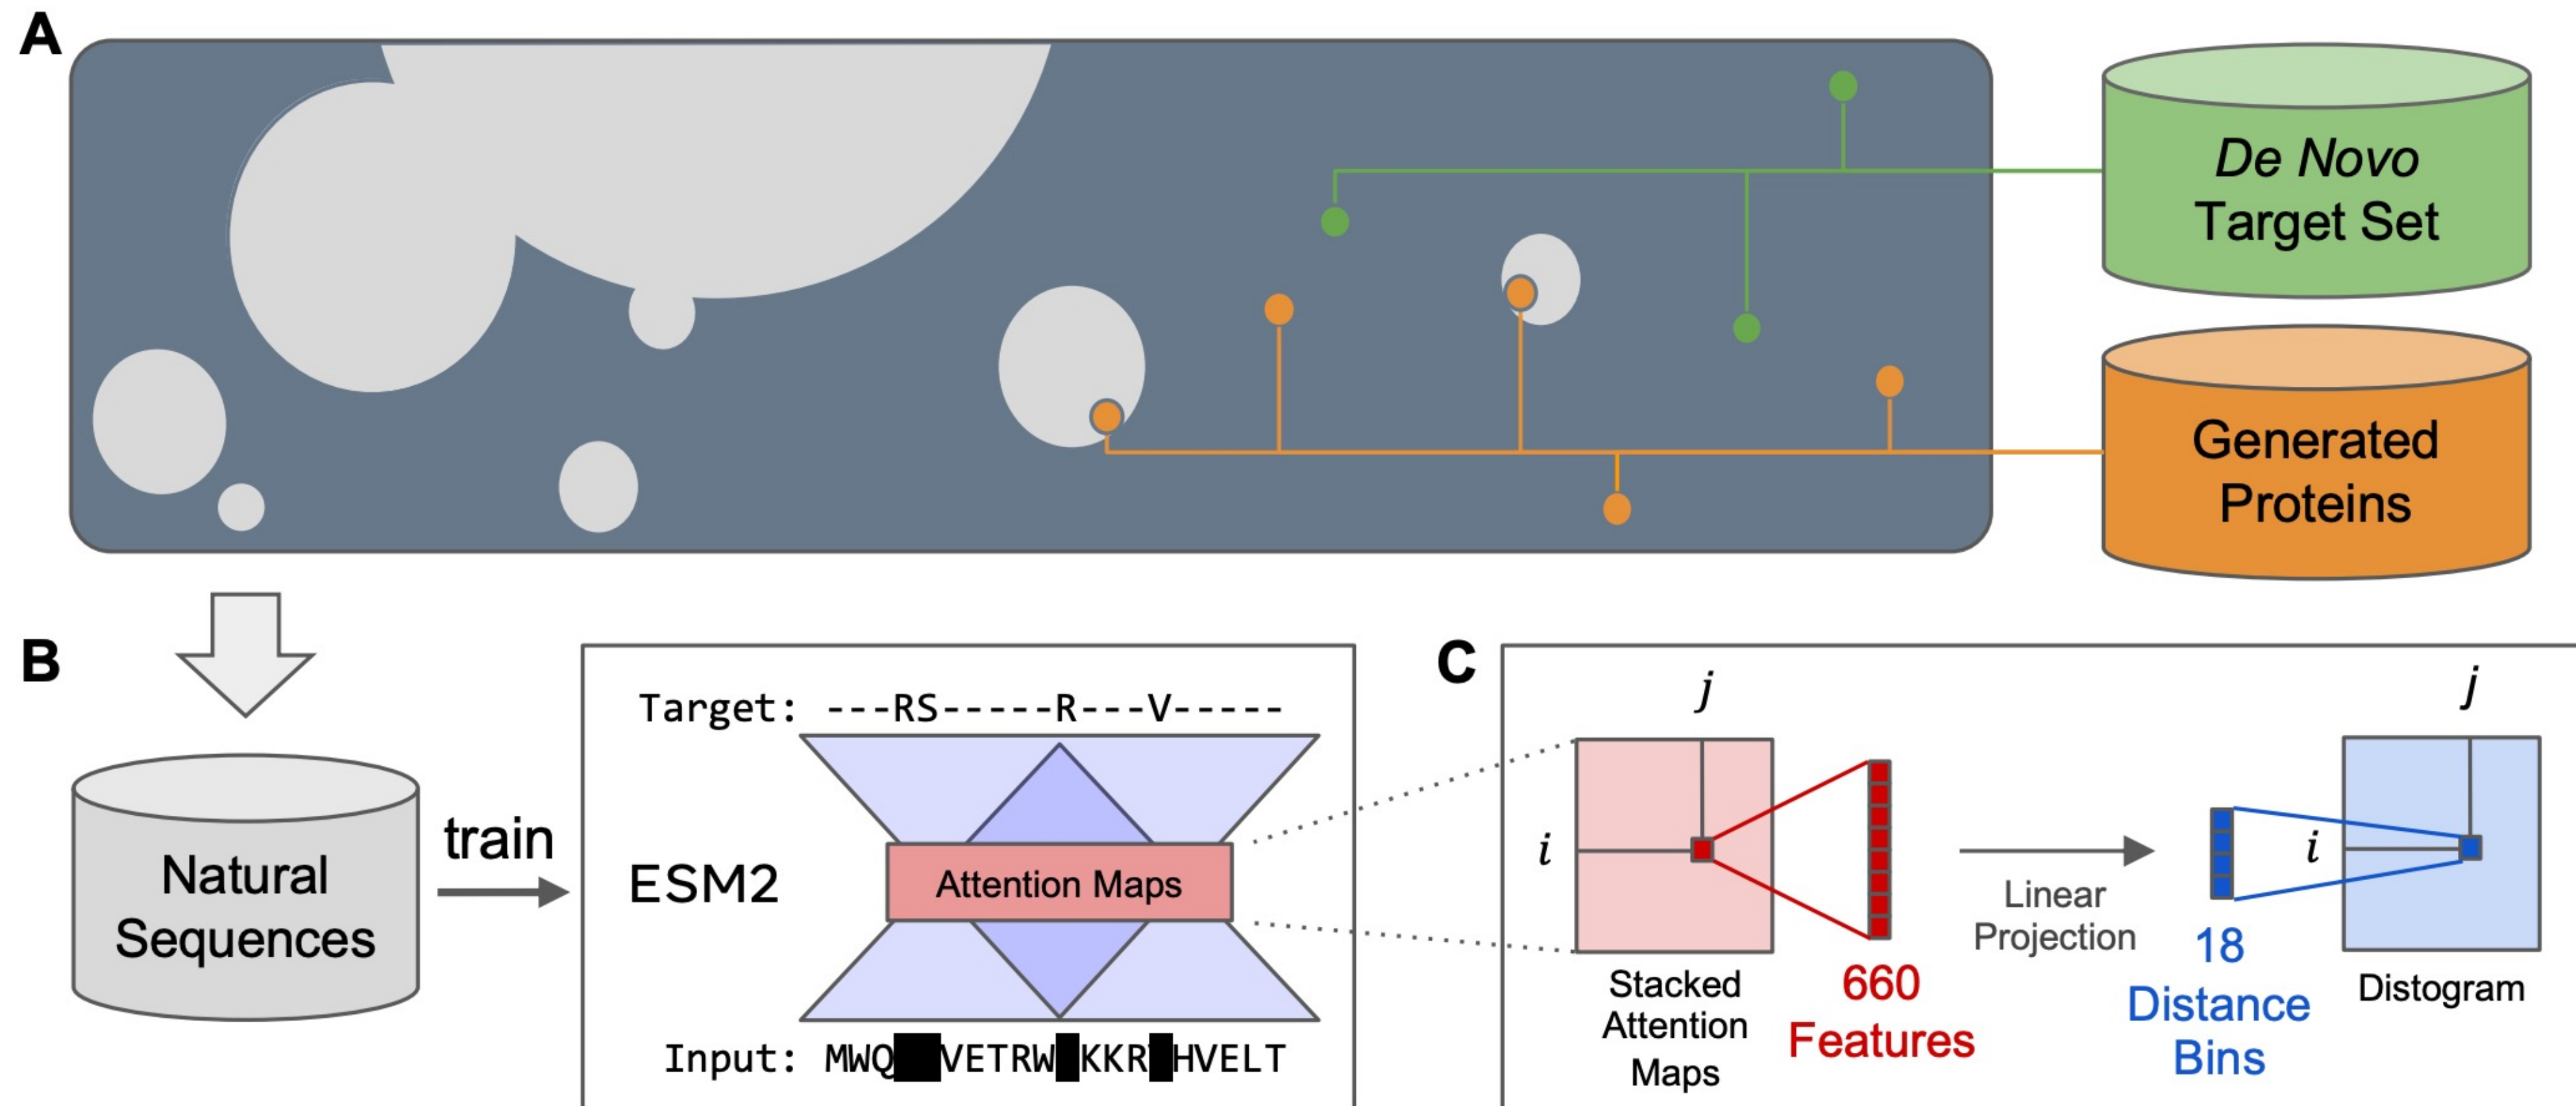 A
De Novo
Target Set
Generated
Proteins
B
Natural
Sequences
train
ESM2
Target: ---RS-----R---V-----
Attention Maps
Input: MWQ██VETRW█KKR█HVELT
C
j
i
Stacked
Attention
Maps
660
Features
Linear
Projection
18
Distance
Bins
j
i
Distogram